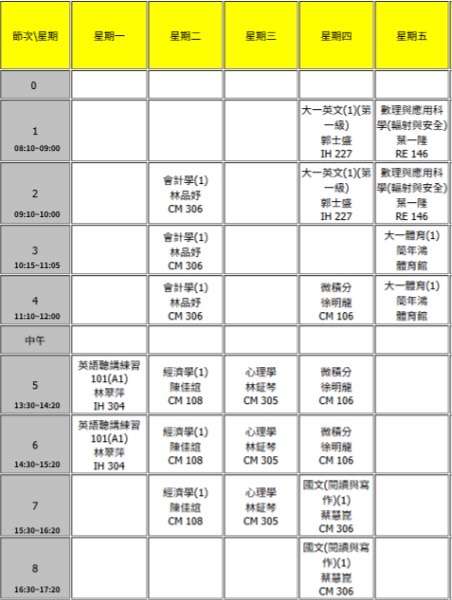 節次\星期 星期一 星期二 星期三 星期四 星期五
0
1
08:10~09:00
大一英文(1)(第
一級)
郭士盛
IH 227
數理與應用科
學(輻射與安全)
葉一隆
RE 146
2
09:10~10:00
會計學(1)
林品妤
CM 306
大一英文(1)(第
一級)
郭士盛
IH 227
數理與應用科
學(輻射與安全)
葉一隆
RE 146
3
10:15~11:05
會計學(1)
林品妤
CM 306
大一體育(1)
簡年鴻
體育館
4
11:10~12:00
會計學(1)
林品妤
CM 306
微積分
徐明龍
CM 106
大一體育(1)
簡年鴻
體育館
中午
5
13:30~14:20
英語聽講練習
101(A1)
林翠萍
IH 304
經濟學(1)
陳佳誼
CM 108
心理學
林鉦棽
CM 305
微積分
徐明龍
CM 106
6
14:30~15:20
英語聽講練習
101(A1)
林翠萍
IH 304
經濟學(1)
陳佳誼
CM 108
心理學
林鉦棽
CM 305
微積分
徐明龍
CM 106
7
15:30~16:20
經濟學(1)
陳佳誼
CM 108
心理學
林鉦棽
CM 305
國文(閱讀與寫
作)(1)
蔡慧崑
CM 306
8
16:30~17:20
國文(閱讀與寫
作)(1)
蔡慧崑
CM 306